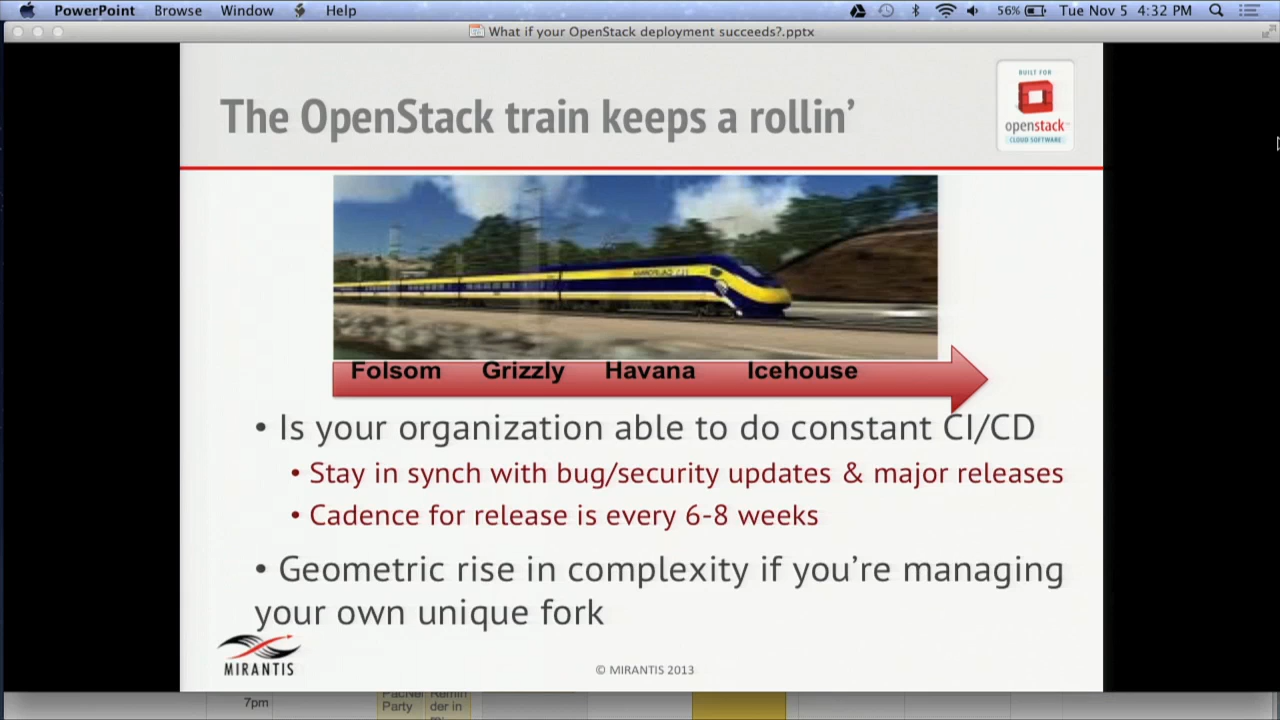 PowerPoint Browse Window Help 56% Tue Nov 5 4:32 PM
What if your OpenStack deployment succeeds?.pptx
The OpenStack train keeps a rollin’
BUILT FOR
openstack
CLOUD SOFTWARE
Folsom Grizzly Havana Icehouse
• Is your organization able to do constant CI/CD
• Stay in synch with bug/security updates & major releases
• Cadence for release is every 6-8 weeks
• Geometric rise in complexity if you’re managing
your own unique fork
MIRANTIS
© MIRANTIS 2013
7pm
Party
Remin
der in